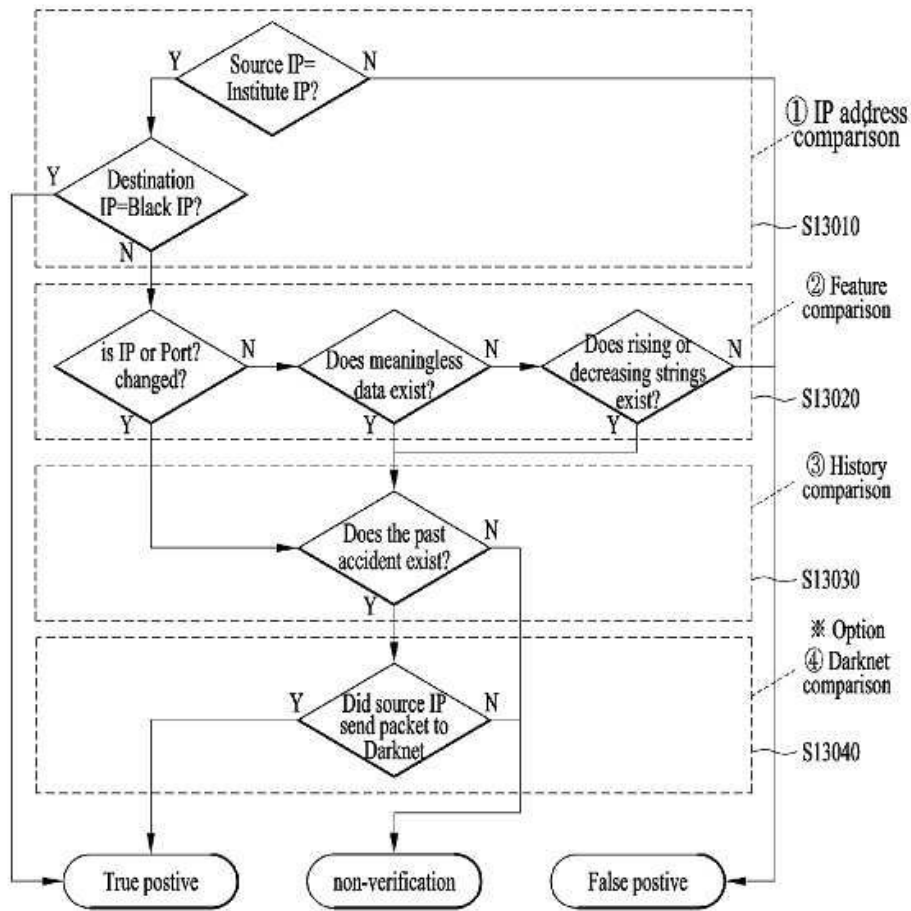 Y
Source IP=
Institute IP?
N
① IP address
comparison
Y
Destination
IP=Black IP?
N
S13010
② Feature
comparison
is IP or Port?
changed?
N
Y
Does meaningless
data exist?
N
Y
Does rising or
decreasing strings
exist?
N
Y
S13020
③ History
comparison
Does the past
accident exist?
N
Y
S13030
※ Option
④ Darknet
comparison
Y
Did source IP
send packet to
Darknet
N
S13040
True postive
non-verification
False postive